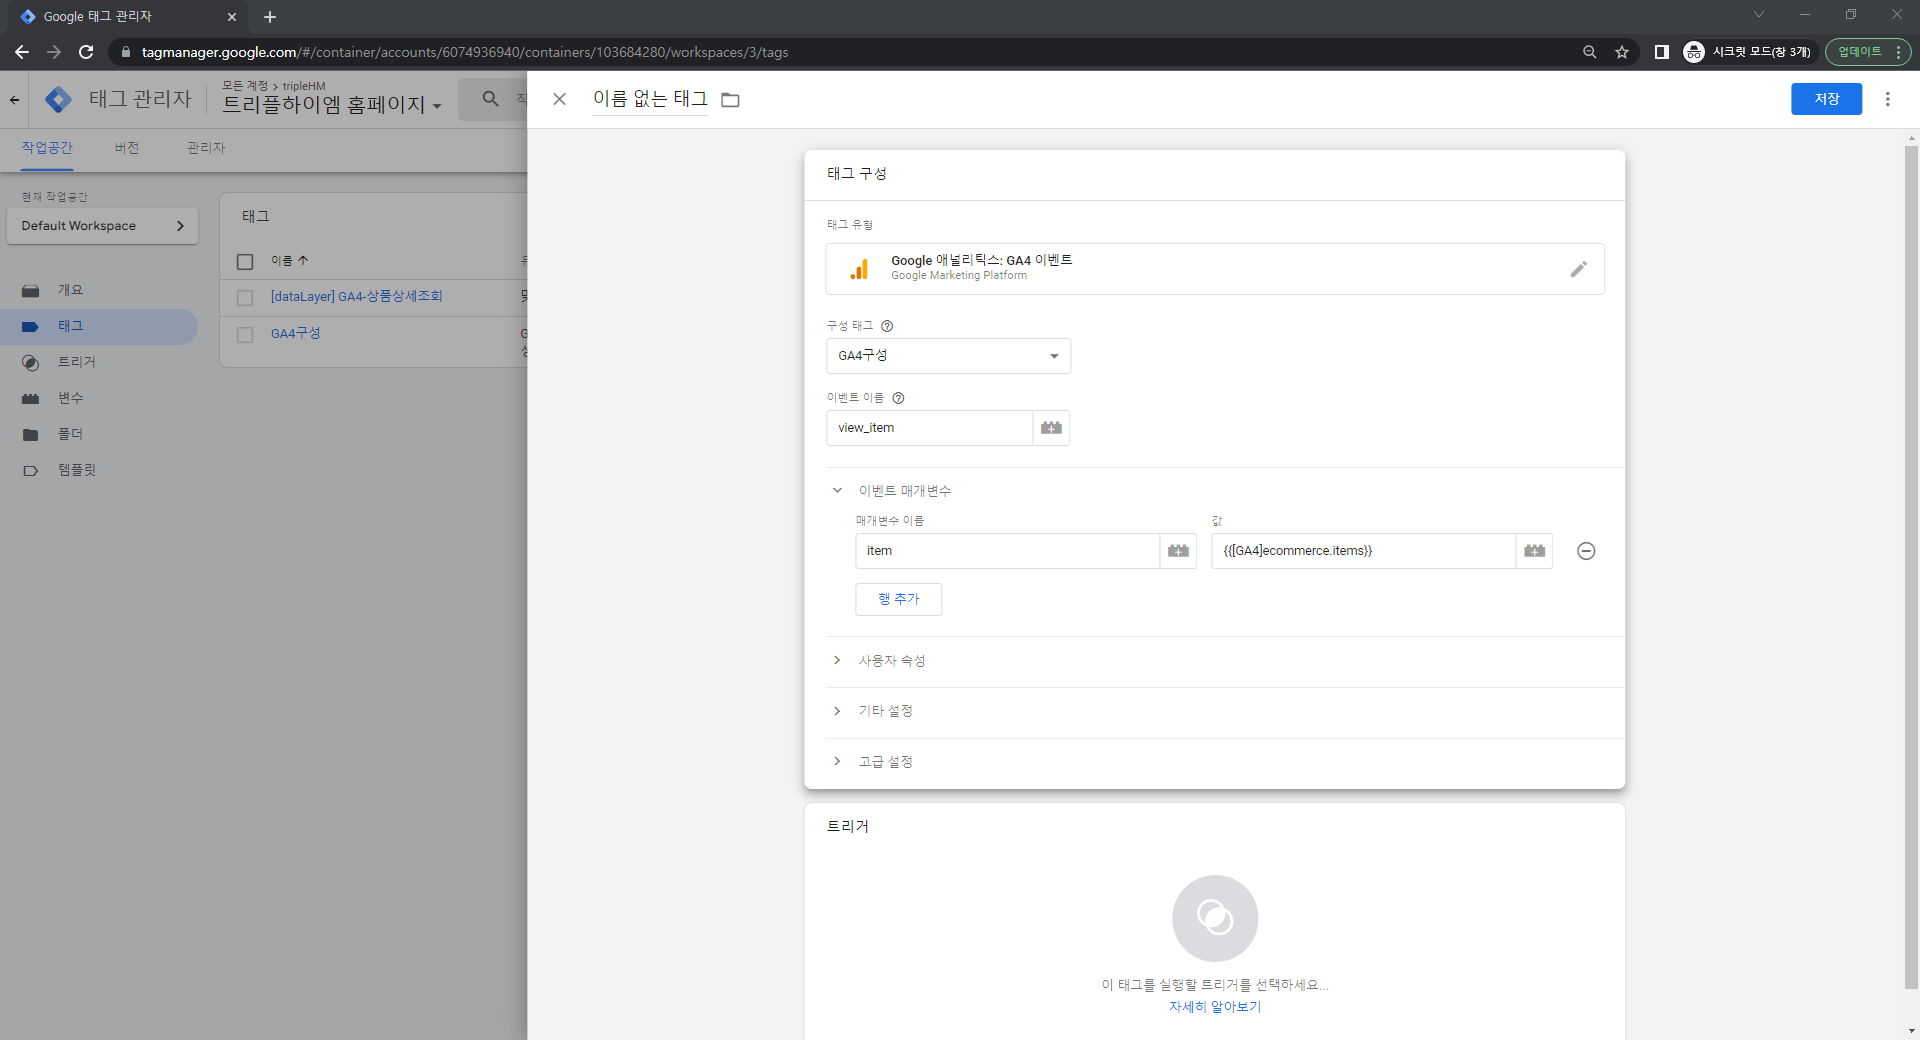 Google 태그 관리자
tagmanager.google.com/#/container/accounts/6074936940/containers/103684280/workspaces/3/tags
시크릿 모드(창 3개)
업데이트
태그 관리자
모든 계정 > tripleHM
트리플하이엠 홈페이지
이름 없는 태그
저장
작업공간
버전
관리자
현재 작업공간
Default Workspace
개요
태그
트리거
변수
폴더
템플릿
태그
이름
[dataLayer] GA4-상품상세조회
GA4구성
태그 구성
태그 유형
Google 애널리틱스: GA4 이벤트
Google Marketing Platform
구성 태그
GA4구성
이벤트 이름
view_item
이벤트 매개변수
매개변수 이름
값
item
{{[GA4]ecommerce.items}}
행 추가
사용자 속성
기타 설정
고급 설정
트리거
이 태그를 실행할 트리거를 선택하세요...
자세히 알아보기